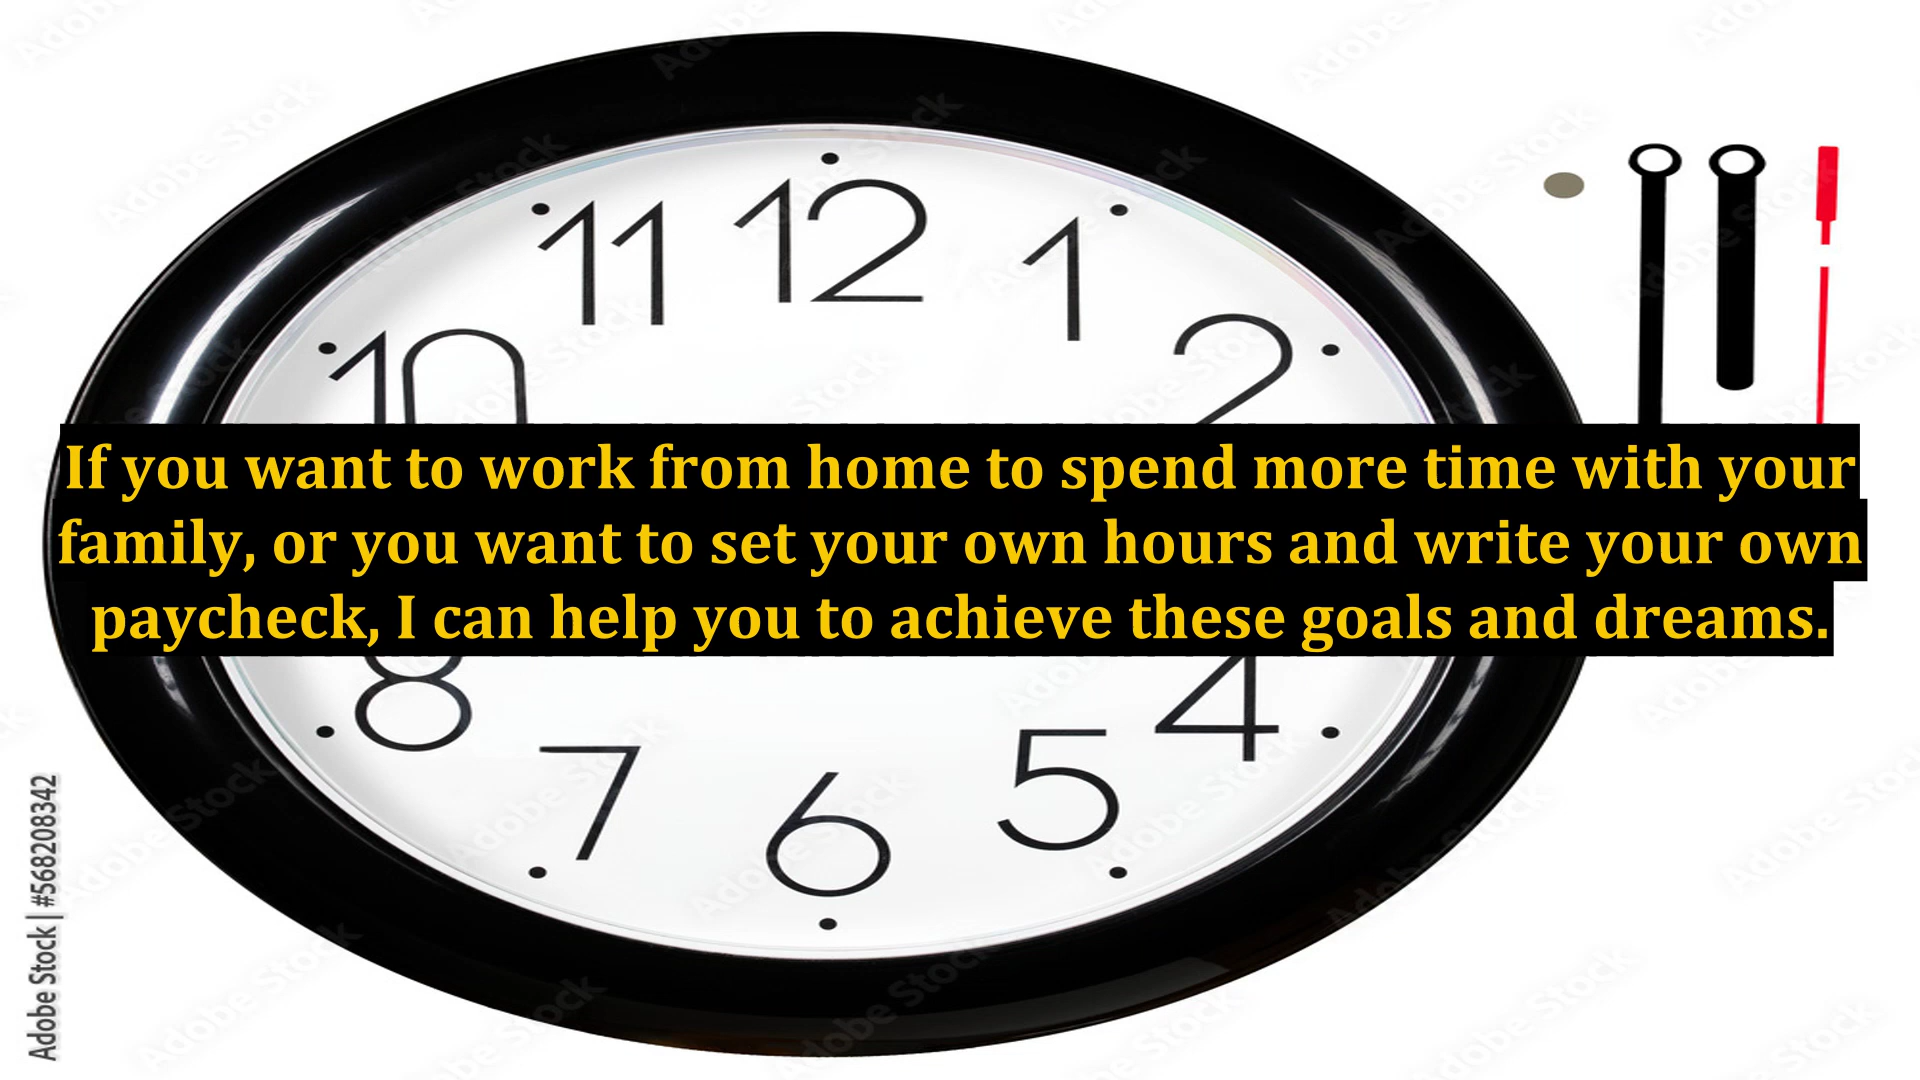 11 12 1
10 2
If you want to work from home to spend more time with your
family, or you want to set your own hours and write your own
paycheck, I can help you to achieve these goals and dreams.
8 4
7 5
6
Adobe Stock | #568208342